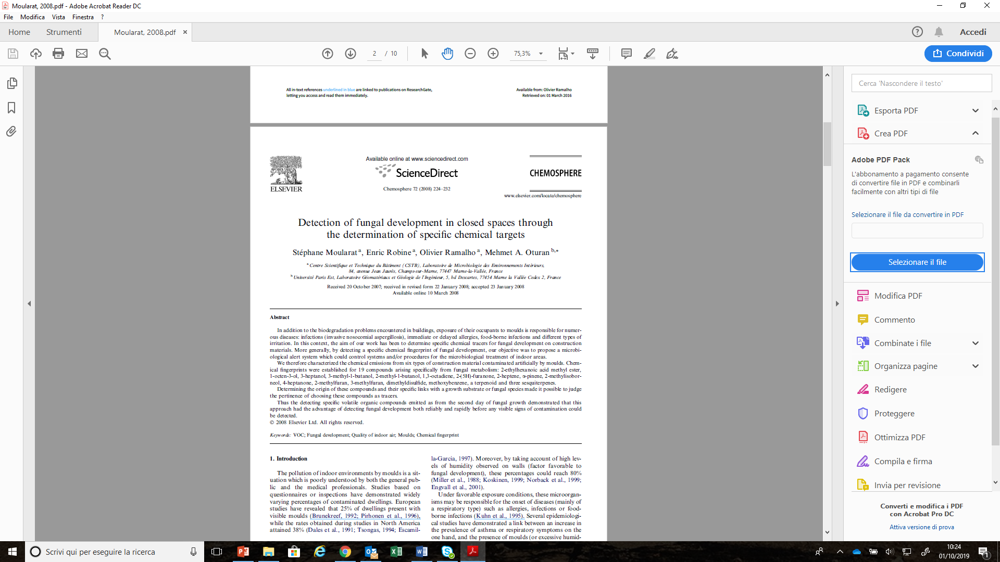 Moularat, 2008.pdf - Adobe Acrobat Reader DC
File Modifica Vista Finestra ?
Home Strumenti Moularat, 2008.pdf × Accedi
2 / 10 75,3% Condividi
All in-text references underlined in blue are linked to publications on ResearchGate,
letting you access and read them immediately.
Available from: Olivier Ramalho
Retrieved on: 01 March 2016
ELSEVIER
Available online at www.sciencedirect.com
ScienceDirect
Chemosphere 72 (2008) 224–232
CHEMOSPHERE
www.elsevier.com/locate/chemosphere
Detection of fungal development in closed spaces through
the determination of specific chemical targets
Stéphane Moularat a, Enric Robine a, Olivier Ramalho a, Mehmet A. Oturan b,*
a Centre Scientifique et Technique du Bâtiment (CSTB), Laboratoire de Microbiologie des Environnements Intérieurs,
84, avenue Jean Jaurès, Champs-sur-Marne, 77447 Marne-la-Vallée, France
b Université Paris Est, Laboratoire Géomatériaux et Géologie de l'Ingénieur, 5, bd Descartes, 77454 Marne la Vallée Cedex 2, France
Received 20 October 2007; received in revised form 22 January 2008; accepted 23 January 2008
Available online 10 March 2008
Abstract
In addition to the biodegradation problems encountered in buildings, exposure of their occupants to moulds is responsible for numer-
ous diseases: infections (invasive nosocomial aspergillosis), immediate or delayed allergies, food-borne infections and different types of
irritation. In this context, the aim of our work has been to determine specific chemical tracers for fungal development on construction
materials. More generally, by detecting a specific chemical fingerprint of fungal development, our objective was to propose a microbi-
ological alert system which could control systems and/or procedures for the microbiological treatment of indoor areas.
We therefore characterized the chemical emissions from six types of construction material contaminated artificially by moulds. Chem-
ical fingerprints were established for 19 compounds arising specifically from fungal metabolism: 2-ethylhexanoic acid methyl ester,
1-octen-3-ol, 3-heptanol, 3-methyl-1-butanol, 2-methyl-1-butanol, 1,3-octadiene, 2-(5H)-furanone, 2-heptene, α-pinene, 2-methylisobor-
neol, 4-heptanone, 2-methylfuran, 3-methylfuran, dimethyldisulfide, methoxybenzene, a terpenoid and three sesquiterpenes.
Determining the origin of these compounds and their specific links with a growth substrate or fungal species made it possible to judge
the pertinence of choosing these compounds as tracers.
Thus the detecting specific volatile organic compounds emitted as from the second day of fungal growth demonstrated that this
approach had the advantage of detecting fungal development both reliably and rapidly before any visible signs of contamination could
be detected.
© 2008 Elsevier Ltd. All rights reserved.
Keywords: VOC; Fungal development; Quality of indoor air; Moulds; Chemical fingerprint
1. Introduction
The pollution of indoor environments by moulds is a sit-
uation which is poorly understood by both the general pub-
lic and the medical professionals. Studies based on
questionnaires or inspections have demonstrated widely
varying percentages of contaminated dwellings. European
studies have revealed that 25% of dwellings present with
visible moulds (Brunekreef, 1992; Pirhonen et al., 1996),
while the rates obtained during studies in North America
attained 38% (Dales et al., 1991; Tsongas, 1994; Escamil-
la-Garcia, 1997). Moreover, by taking account of high lev-
els of humidity observed on walls (factor favorable to
fungal development), these percentages could reach 80%
(Miller et al., 1988; Koskinen, 1999; Norback et al., 1999;
Engvall et al., 2001).
Under favorable exposure conditions, these microorgan-
isms may be responsible for the onset of diseases (mainly of
a respiratory type) such as allergies, infections or food-
borne infections (Kuhn et al., 1995). Several epidemiologi-
cal studies have demonstrated a link between an increase in
the prevalence of asthma or respiratory symptoms on the
one hand, and the presence of moulds (or excessive humid-
Cerca 'Nascondere il testo'
Esporta PDF
Crea PDF
Adobe PDF Pack
L'abbonamento a pagamento consente
di convertire file in PDF e combinarli
facilmente con altri tipi di file
Selezionare il file da convertire in PDF
Selezionare il file
Modifica PDF
Commento
Combinate i file
Organizza pagine
Redigere
Proteggere
Ottimizza PDF
Compila e firma
Invia per revisione
Converti e modifica i PDF
con Acrobat Pro DC
Attiva versione di prova
Scrivi qui per eseguire la ricerca
10:24
01/10/2019
1